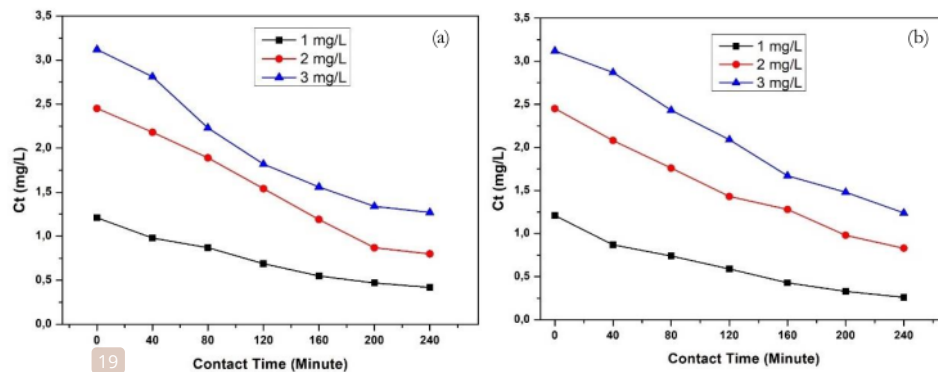 (a)
1 mg/L
2 mg/L
3 mg/L
3,5
3,0
2,5
2,0
1,5
1,0
0,5
0,0
Ct (mg/L)
0 40 80 120 160 200 240
Contact Time (Minute)
19
(b)
1 mg/L
2 mg/L
3 mg/L
3,5
3,0
2,5
2,0
1,5
1,0
0,5
0,0
Ct (mg/L)
0 40 80 120 160 200 240
Contact Time (Minute)